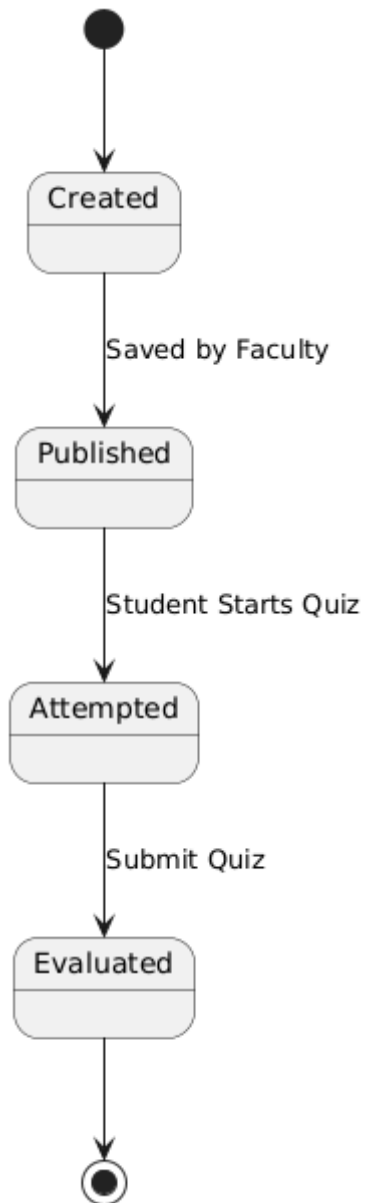 Created
Saved by Faculty
Published
Student Starts Quiz
Attempted
Submit Quiz
Evaluated